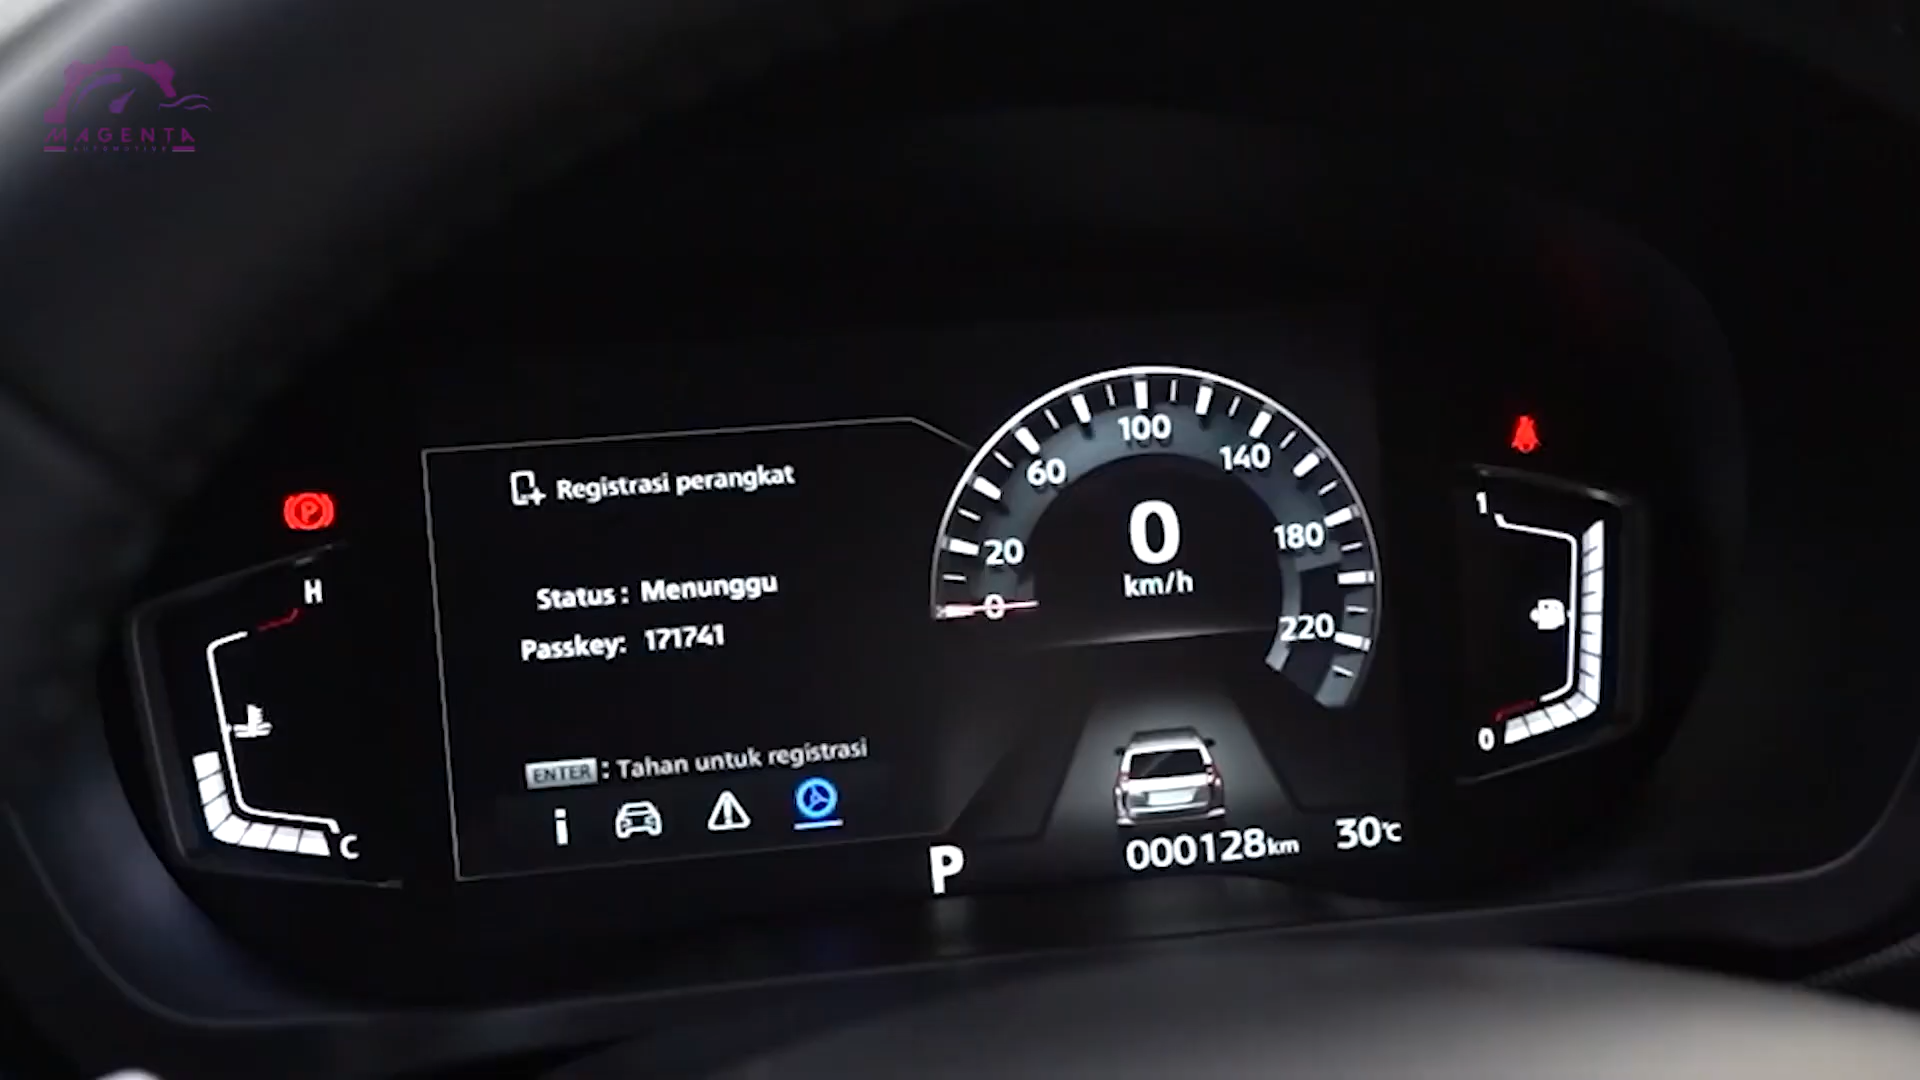 MAGENTA
AUTOMOTIVE
Registrasi perangkat
Status : Menunggu
Passkey: 171741
ENTER : Tahan untuk registrasi
i
P
H
C
0
20
60
100
140
180
220
0
km/h
000128km
30°C
P
1
0